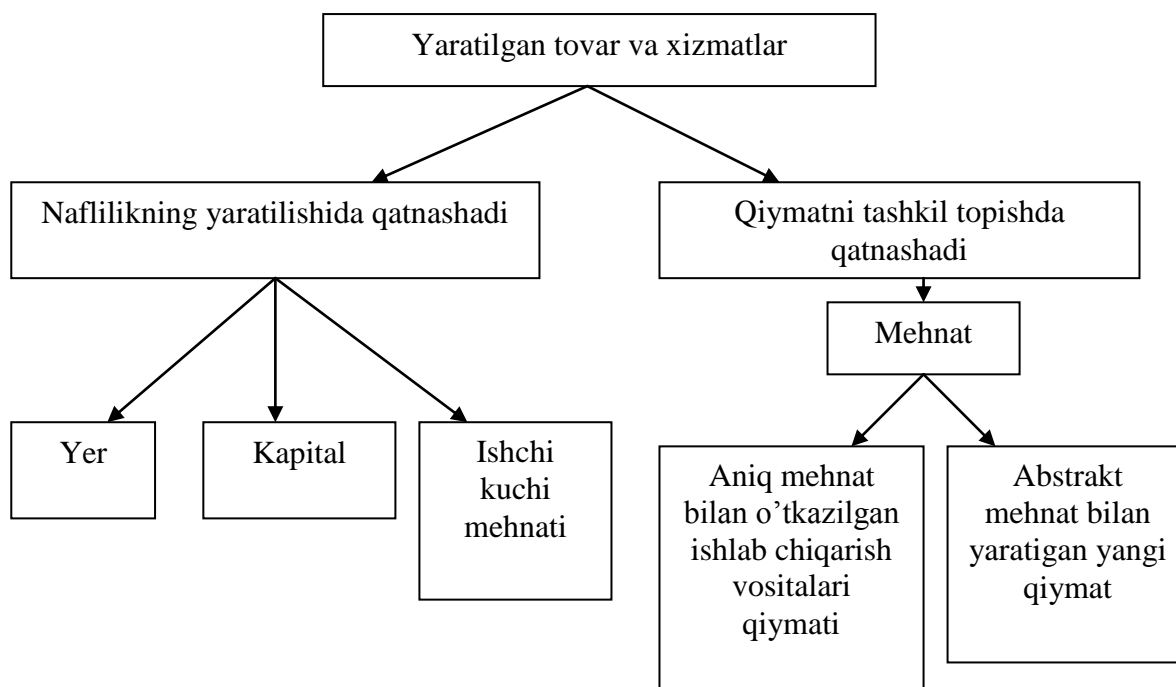 Yaratilgan tovar va xizmatlar
Naflilikning yaratilishida qatnashadi
Qiymatni tashkil topishda
qatnashadi
Mehnat
Yer
Kapital
Ishchi
kuchi
mehnati
Aniq mehnat
bilan o’tkazilgan
ishlab chiqarish
vositalari
qiymati
Abstrakt
mehnat bilan
yaratigan yangi
qiymat